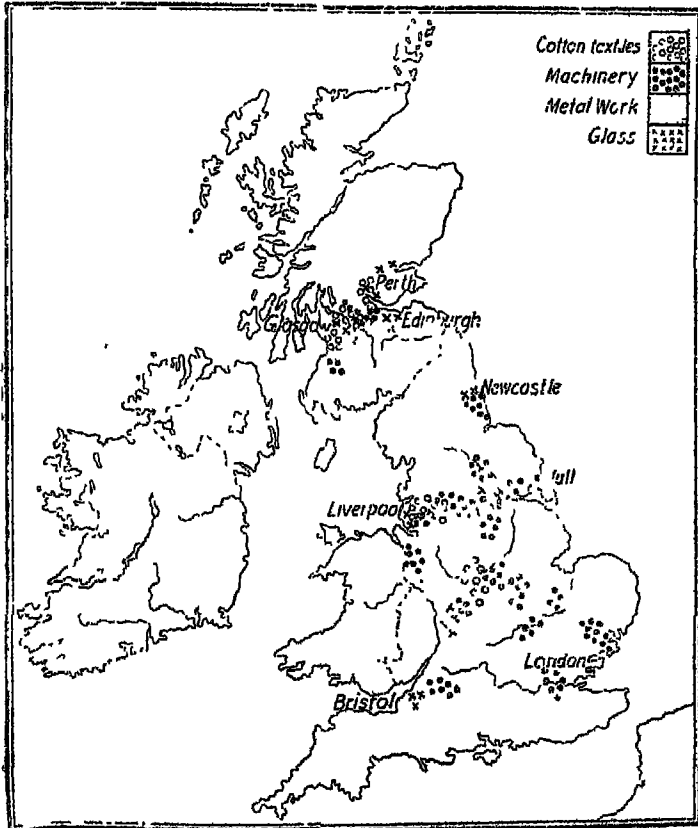 Cotton textiles
Machinery
Metal Work
Glass
Perth
Glasgow
Edinburgh
Newcastle
Liverpool
London
Bristol